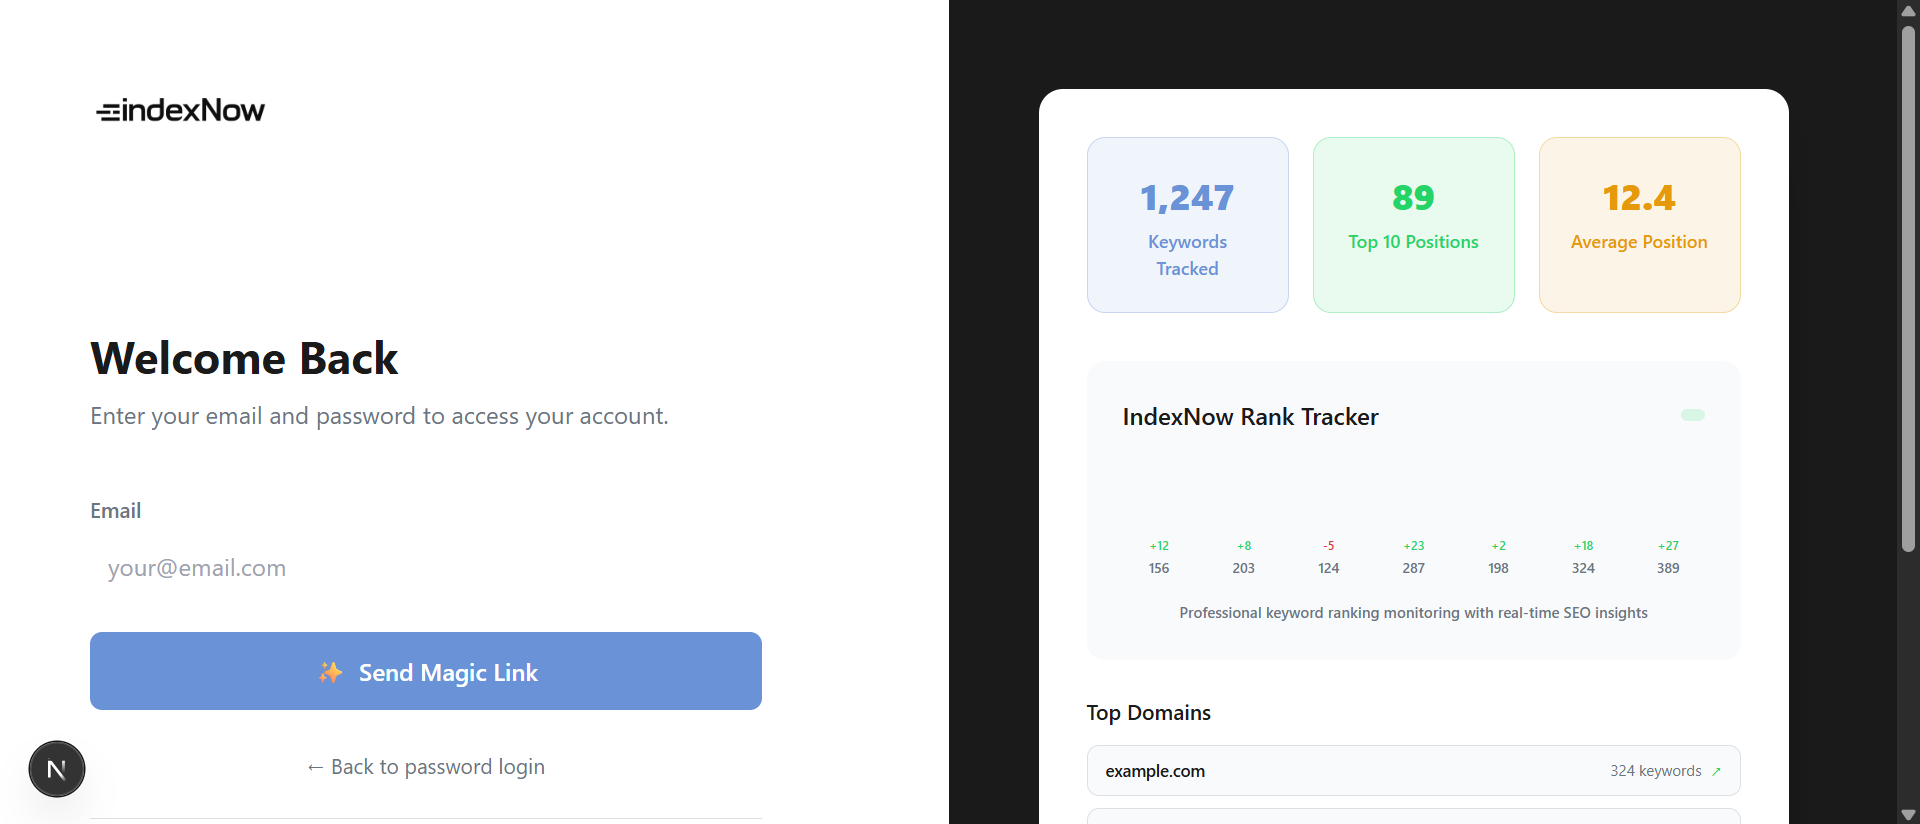 indexNow
Welcome Back
Enter your email and password to access your account.
Email
your@email.com
✨ Send Magic Link
← Back to password login
N
1,247
Keywords
Tracked
89
Top 10 Positions
12.4
Average Position
IndexNow Rank Tracker
+12 +8 -5 +23 +2 +18 +27
156 203 124 287 198 324 389
Professional keyword ranking monitoring with real-time SEO insights
Top Domains
example.com 324 keywords ↗